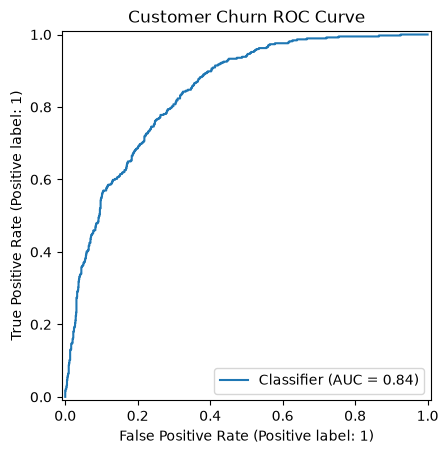 Customer Churn ROC Curve
1.0
0.8
0.6
0.4
0.2
0.0
True Positive Rate (Positive label: 1)
Classifier (AUC = 0.84)
0.0 0.2 0.4 0.6 0.8 1.0
False Positive Rate (Positive label: 1)